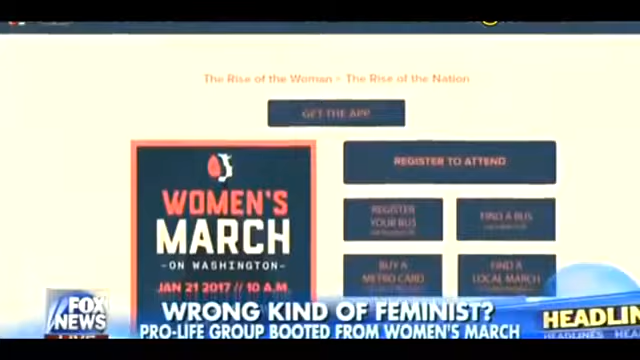 The Rise of the Woman = The Rise of the Nation
GET THE APP
REGISTER TO ATTEND
WOMEN'S
MARCH
-ON WASHINGTON-
JAN 21 2017 // 10 A.M.
REGISTER
YOUR BUS
FIND A BUS
BUY A
METRO CARD
FIND A
LOCAL MARCH
FOX
NEWS
LIVE
WRONG KIND OF FEMINIST?
PRO-LIFE GROUP BOOTED FROM WOMEN'S MARCH
HEADLIN
HEADLINES